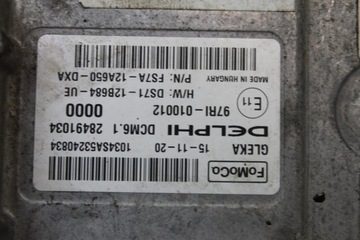 FoMoCo
GLEKA 15-11-20 1034SA53240834
DELPHI DCM6.1 28491034
97RI-010012 0000
E11
H/W: DS71-12B684-UE
P/N: FS7A-12A650-DXA
MADE IN HUNGARY